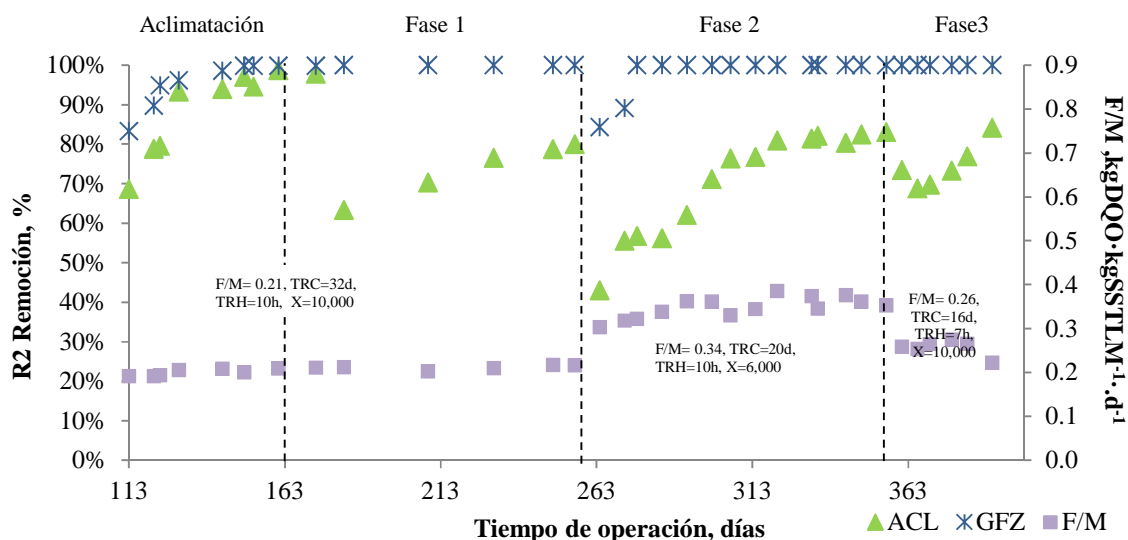 Aclimatación Fase 1 Fase 2 Fase3
100% 0.9
90% 0.8
80% 0.7
70% 0.6
60% 0.5
50% 0.4
40% 0.3
30% 0.2
20% 0.1
10% 0.0
0%
R2 Remoción, %
F/M ,kgDQO·kgSSTLM-1·.d-1
F/M= 0.21, TRC=32d,
TRH=10h, X=10,000
F/M= 0.34, TRC=20d,
TRH=10h, X=6,000
F/M= 0.26,
TRC=16d,
TRH=7h,
X=10,000
113 163 213 263 313 363
Tiempo de operación, días
ACL GFZ F/M